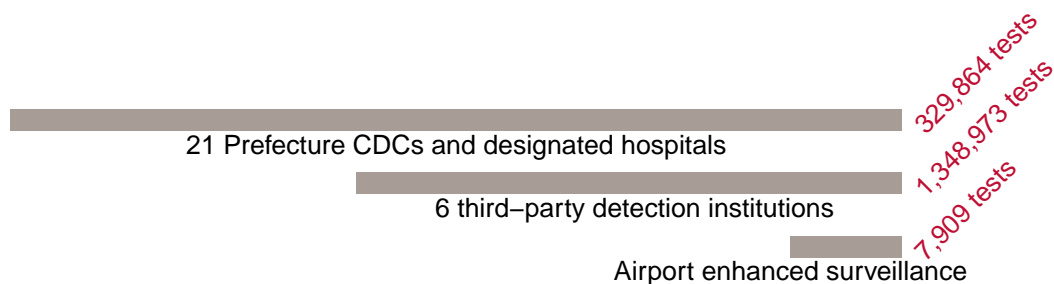 329,864 tests
21 Prefecture CDCs and designated hospitals
1,348,973 tests
6 third−party detection institutions
7,909 tests
Airport enhanced surveillance